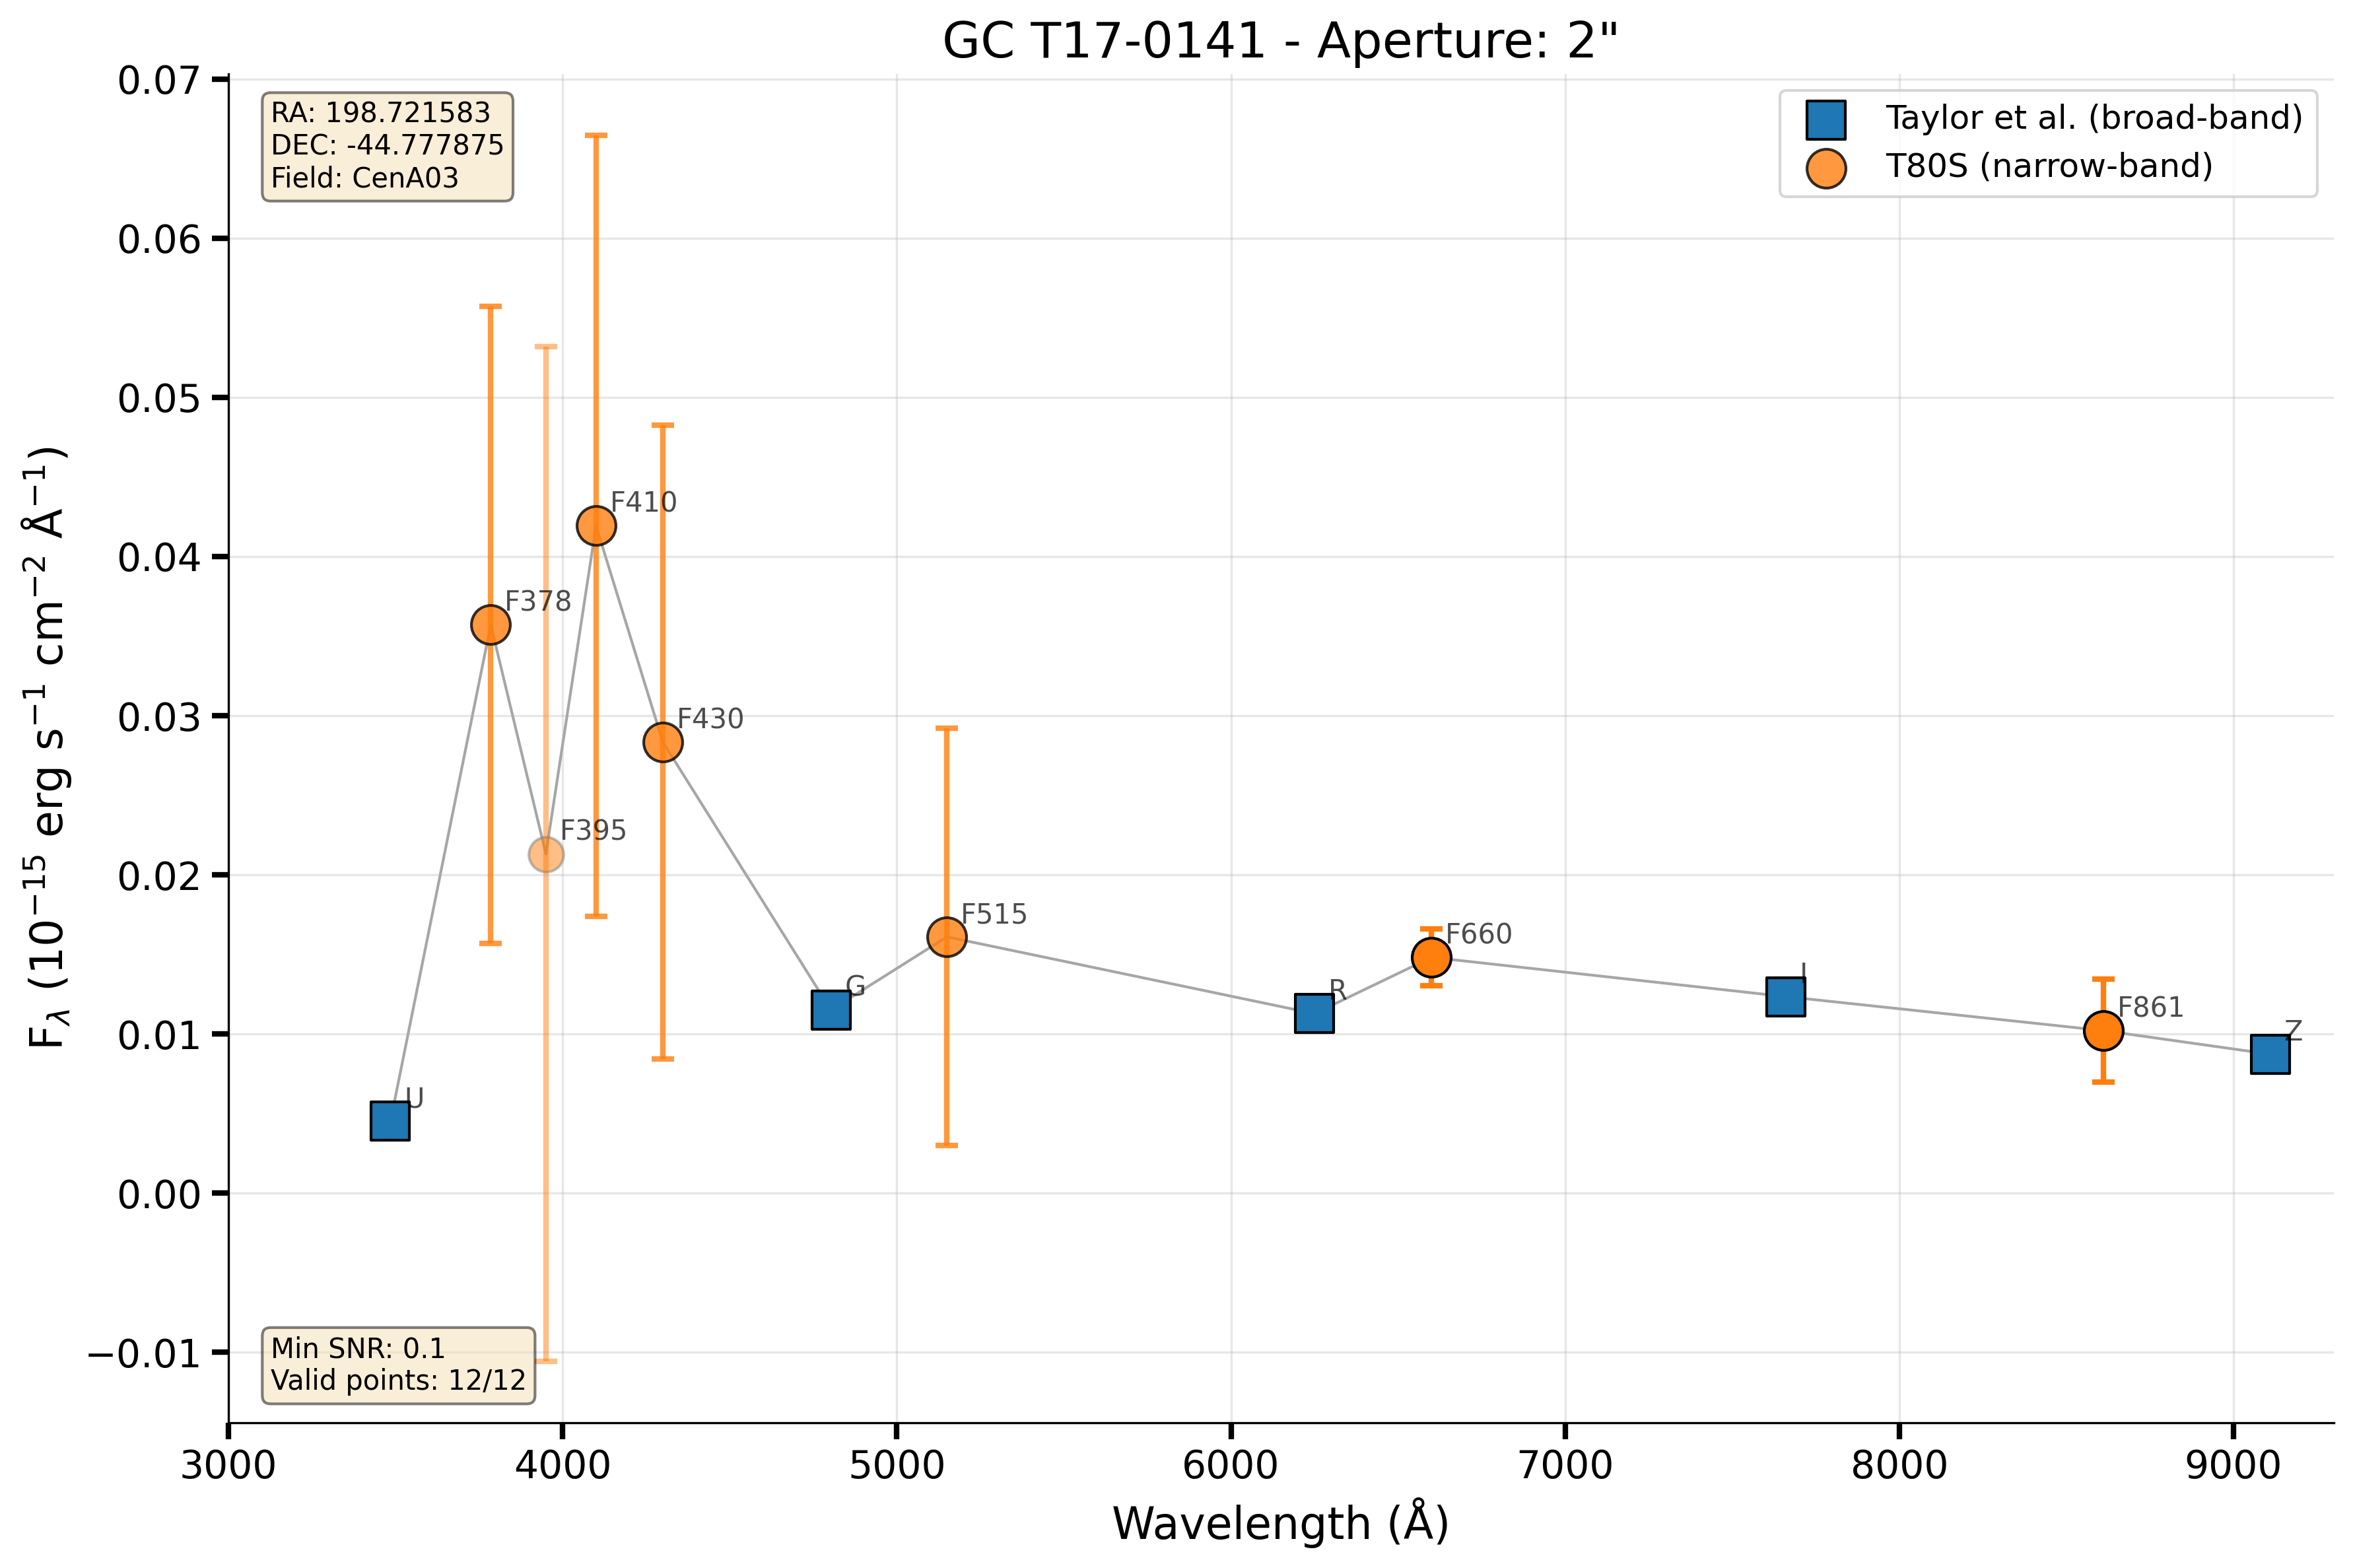 GC T17-0141 - Aperture: 2"
RA: 198.721583
DEC: -44.777875
Field: CenA03
Taylor et al. (broad-band)
T80S (narrow-band)
0.07
0.06
0.05
0.04
0.03
0.02
0.01
0.00
−0.01
F_λ (10⁻¹⁵ erg s⁻¹ cm⁻² Å⁻¹)
F410
F378
F430
F395
F515
F660
G
R
I
F861
Z
U
Min SNR: 0.1
Valid points: 12/12
3000 4000 5000 6000 7000 8000 9000
Wavelength (Å)